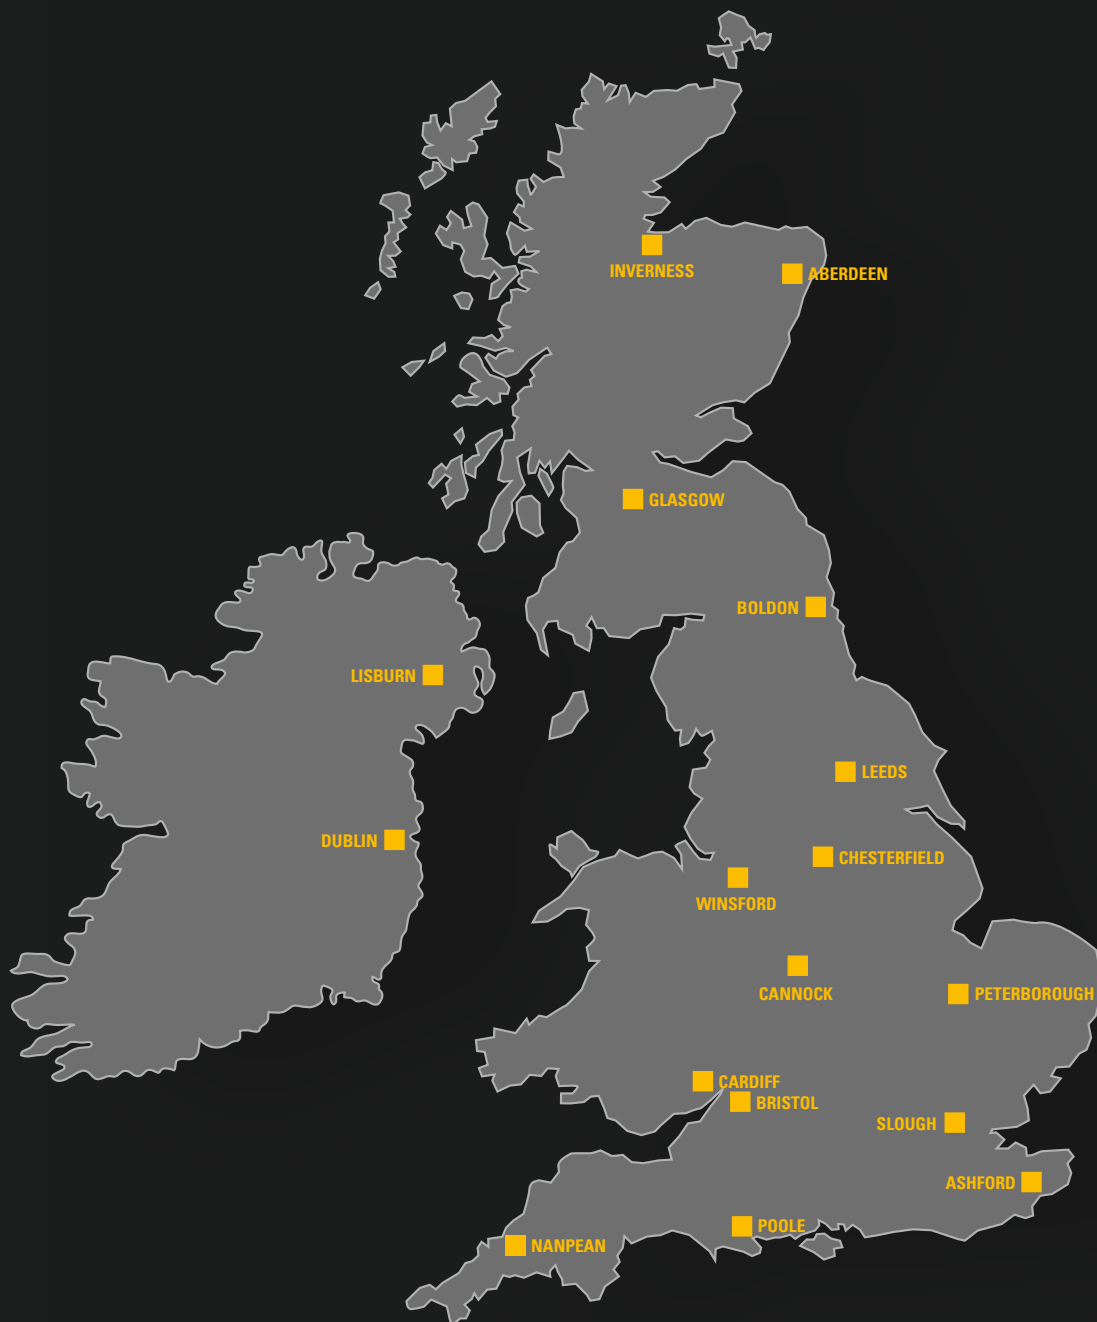 INVERNESS
ABERDEEN
GLASGOW
BOLDON
LISBURN
LEEDS
DUBLIN
CHESTERFIELD
WINSFORD
CANNOCK
PETERBOROUGH
CARDIFF
BRISTOL
SLOUGH
ASHFORD
POOLE
NANPEAN